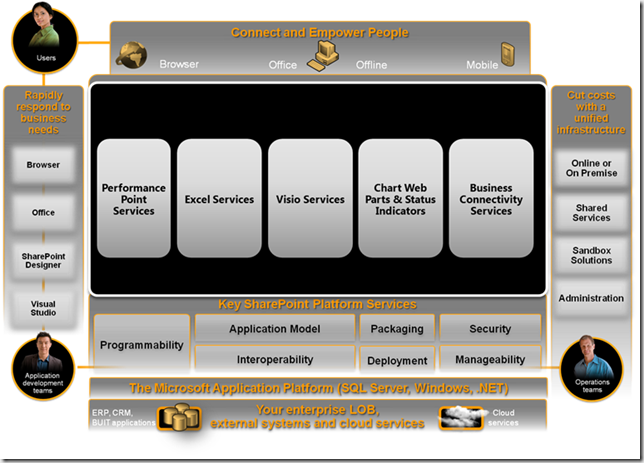 Connect and Empower People
Browser
Office
Offline
Mobile
Users
Rapidly
respond to
business
needs
Browser
Office
SharePoint
Designer
Visual
Studio
Application
development
teams
Performance
Point
Services
Excel Services
Visio Services
Chart Web
Parts & Status
Indicators
Business
Connectivity
Services
Cut costs
with a
unified
infrastructure
Online or
On Premise
Shared
Services
Sandbox
Solutions
Administration
Operations
teams
Key SharePoint Platform Services
Programmability
Application Model
Packaging
Security
Interoperability
Deployment
Manageability
The Microsoft Application Platform (SQL Server, Windows, .NET)
ERP, CRM,
BUIT applications
Your enterprise LOB,
external systems and cloud services
Cloud
services